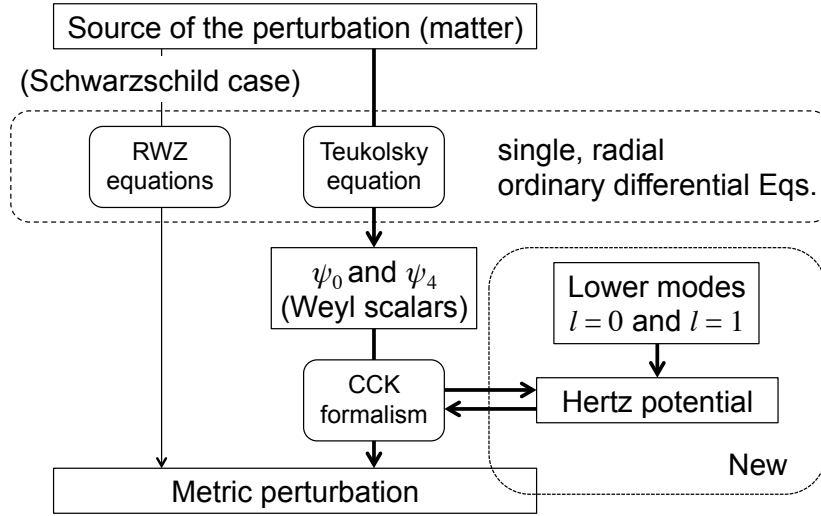 Source of the perturbation (matter)
(Schwarzschild case)
RWZ
equations
Teukolsky
equation
single, radial
ordinary differential Eqs.
ψ₀ and ψ₄
(Weyl scalars)
Lower modes
l = 0 and l = 1
CCK
formalism
Hertz potential
New
Metric perturbation